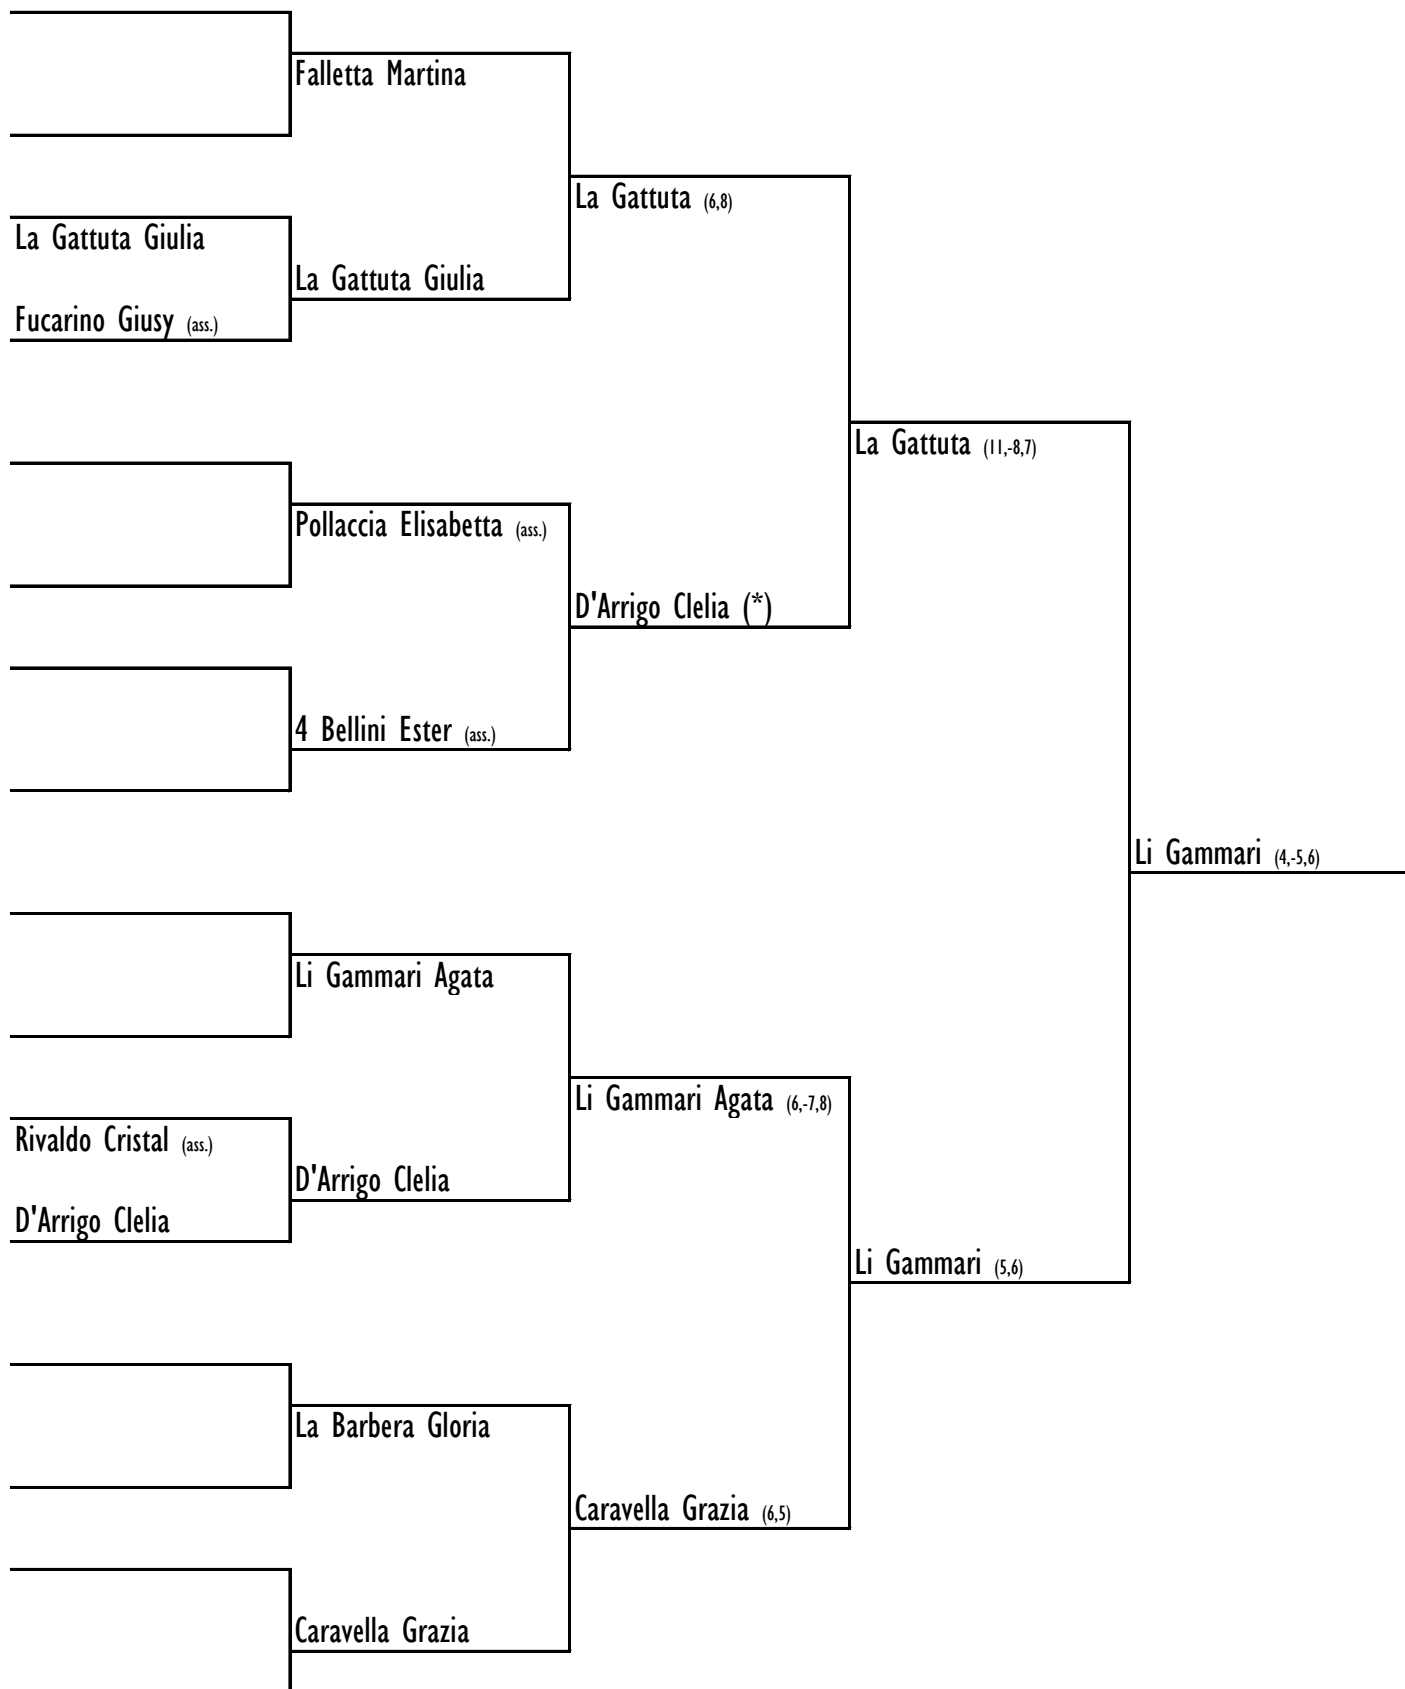 Falletta Martina
La Gattuta (6,8)
La Gattuta Giulia
La Gattuta Giulia
Fucarino Giusy (ass.)
La Gattuta (11,-8,7)
Pollaccia Elisabetta (ass.)
D'Arrigo Clelia (*)
4 Bellini Ester (ass.)
Li Gammari (4,-5,6)
Li Gammari Agata
Li Gammari Agata (6,-7,8)
Rivaldo Cristal (ass.)
D'Arrigo Clelia
D'Arrigo Clelia
Li Gammari (5,6)
La Barbera Gloria
Caravella Grazia (6,5)
Caravella Grazia